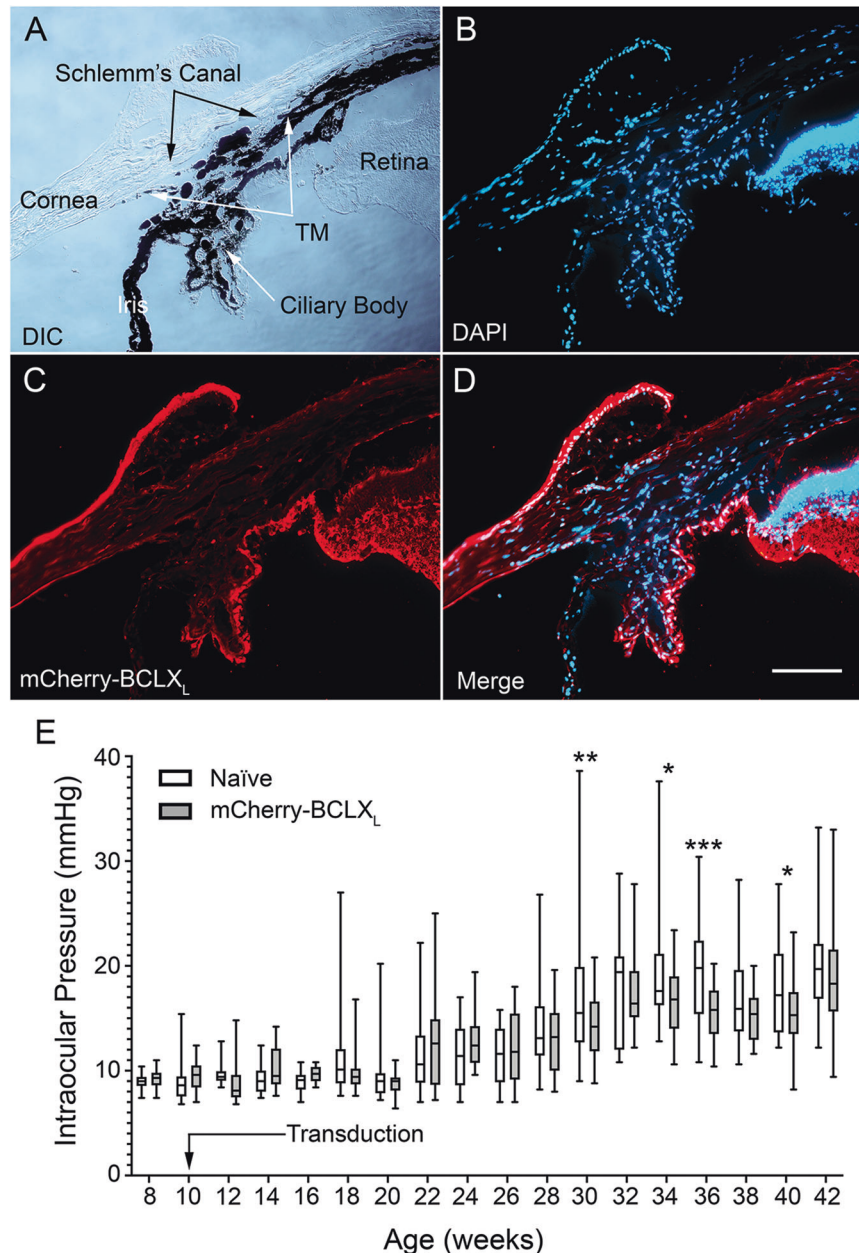 A
Schlemm's Canal
Cornea
Retina
TM
Iris
Ciliary Body
DIC
B
DAPI
C
mCherry-BCLX_L
D
Merge
E
Intraocular Pressure (mmHg)
40
30
20
10
0
Naïve
mCherry-BCLX_L
**
*
***
*
Transduction
8 10 12 14 16 18 20 22 24 26 28 30 32 34 36 38 40 42
Age (weeks)